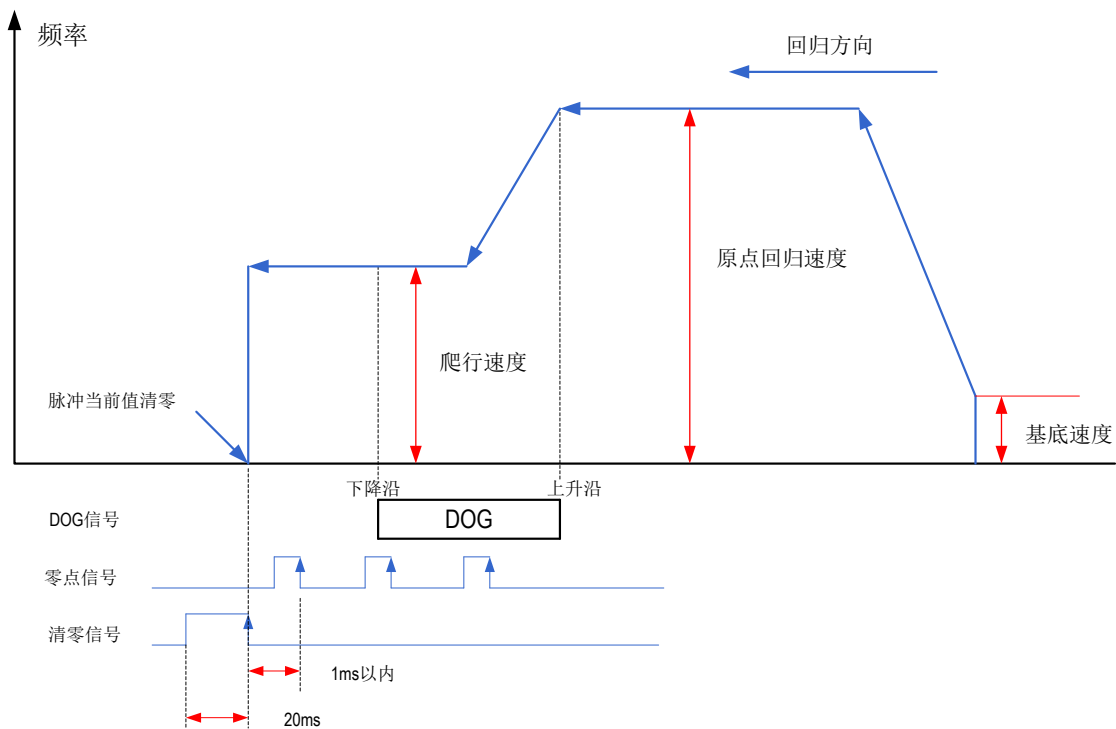 频率
回归方向
原点回归速度
爬行速度
脉冲当前值清零
基底速度
下降沿
上升沿
DOG信号
DOG
零点信号
清零信号
1ms以内
20ms